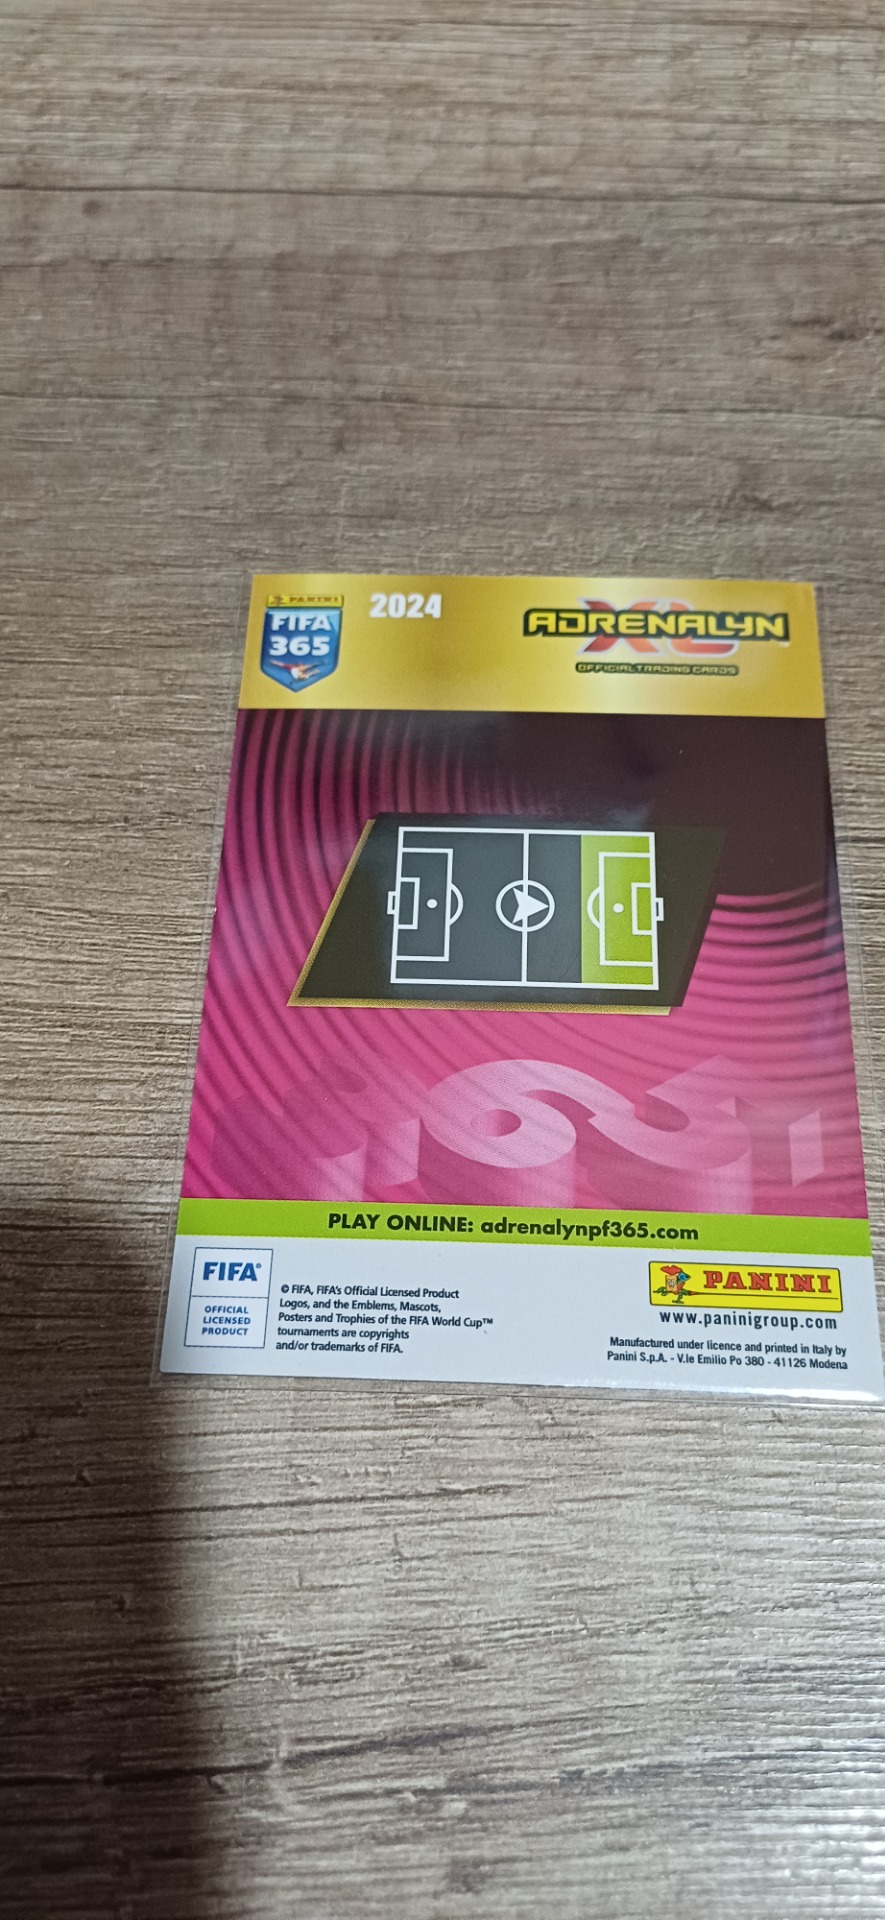 PANINI
FIFA
365
2024
ADRENALYN
XL
OFFICIAL TRADING CARDS
365
PLAY ONLINE: adrenalynpf365.com
FIFA®
OFFICIAL
LICENSED
PRODUCT
© FIFA, FIFA's Official Licensed Product
Logos, and the Emblems, Mascots,
Posters and Trophies of the FIFA World Cup™
tournaments are copyrights
and/or trademarks of FIFA.
PANINI
www.paninigroup.com
Manufactured under licence and printed in Italy by
Panini S.p.A. - V.le Emilio Po 380 - 41126 Modena